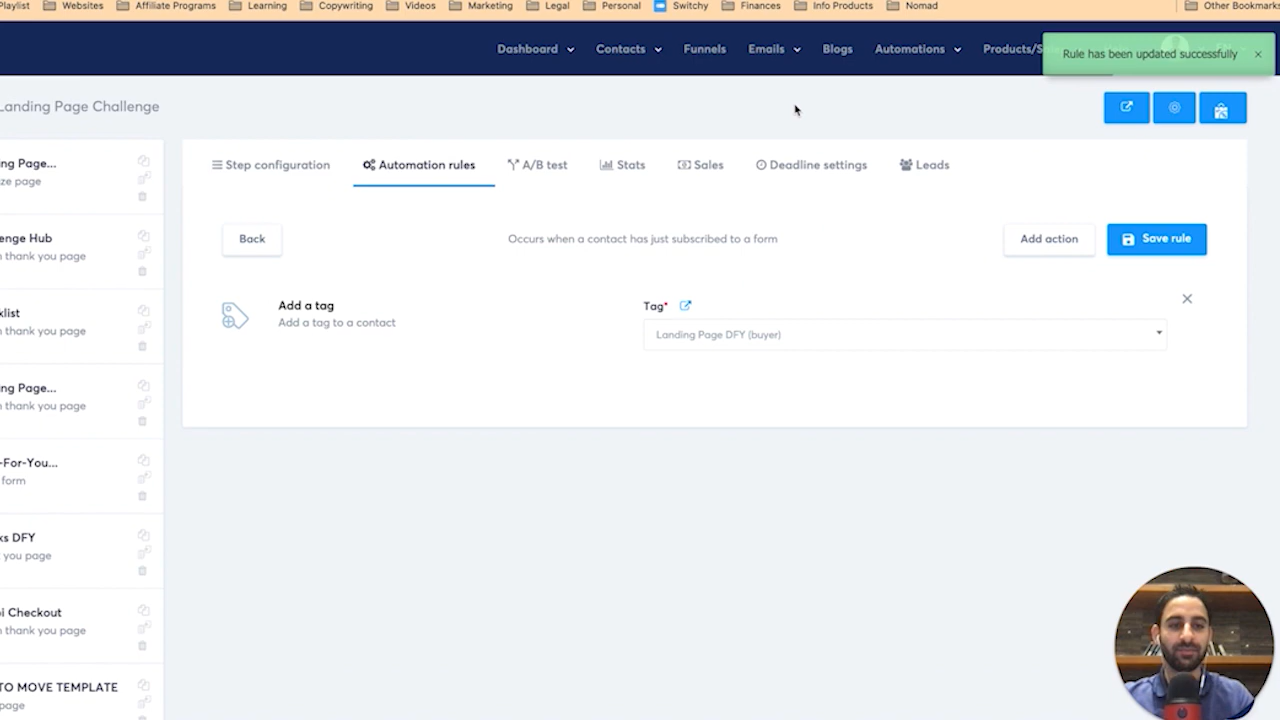 Playlist Websites Affiliate Programs Learning Copywriting Videos Marketing Legal Personal Switchy Finances Info Products Nomad Other Bookmarks
Dashboard Contacts Funnels Emails Blogs Automations Products/S
Rule has been updated successfully ×
Landing Page Challenge
Step configuration Automation rules A/B test Stats Sales Deadline settings Leads
ng Page...
ze page
enge Hub
n thank you page
klist
n thank you page
ng Page...
n thank you page
-For-You...
form
ks DFY
you page
oi Checkout
n thank you page
TO MOVE TEMPLATE
page
Back
Occurs when a contact has just subscribed to a form
Add action
Save rule
Add a tag
Add a tag to a contact
Tag*
Landing Page DFY (buyer)